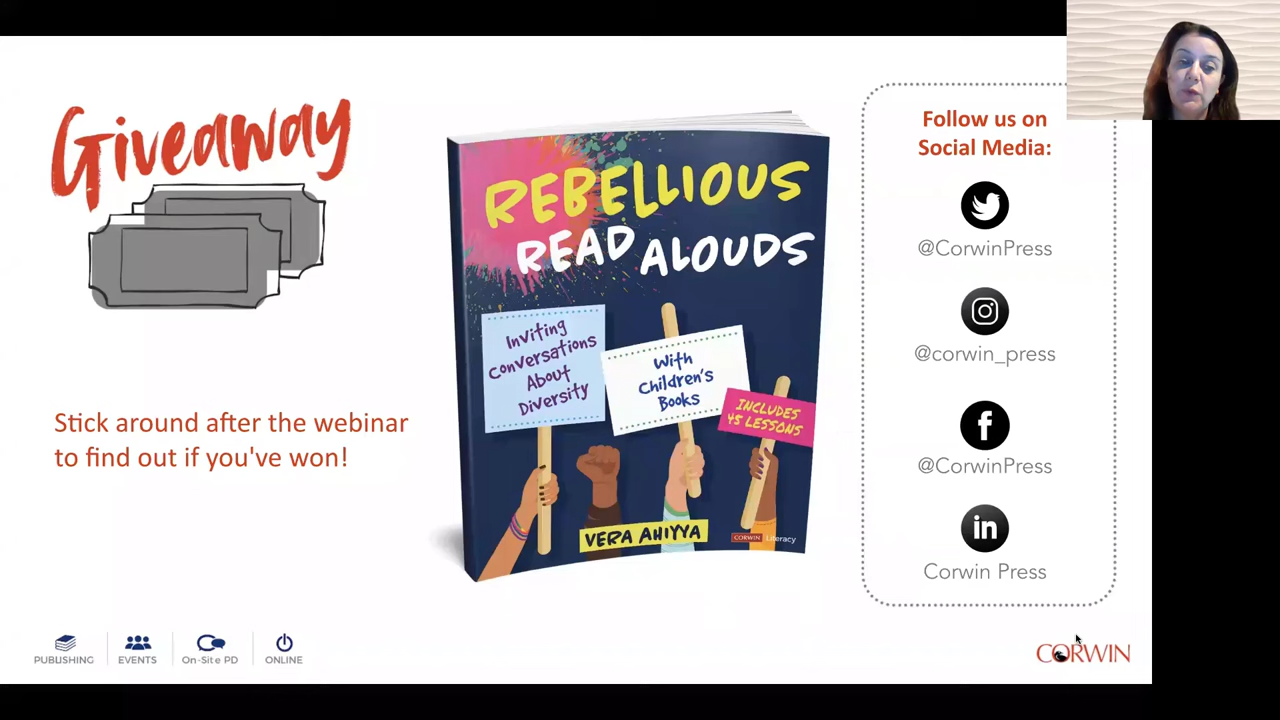 Giveaway
Stick around after the webinar
to find out if you've won!
REBELLIOUS
READ ALOUDS
Inviting
Conversations
About
Diversity
With
Children's
Books
INCLUDES
45 LESSONS
VERA AHIYYA
CORWIN Literacy
Follow us on
Social Media:
@CorwinPress
@corwin_press
@CorwinPress
in
Corwin Press
PUBLISHING
EVENTS
On-Site PD
ONLINE
CORWIN